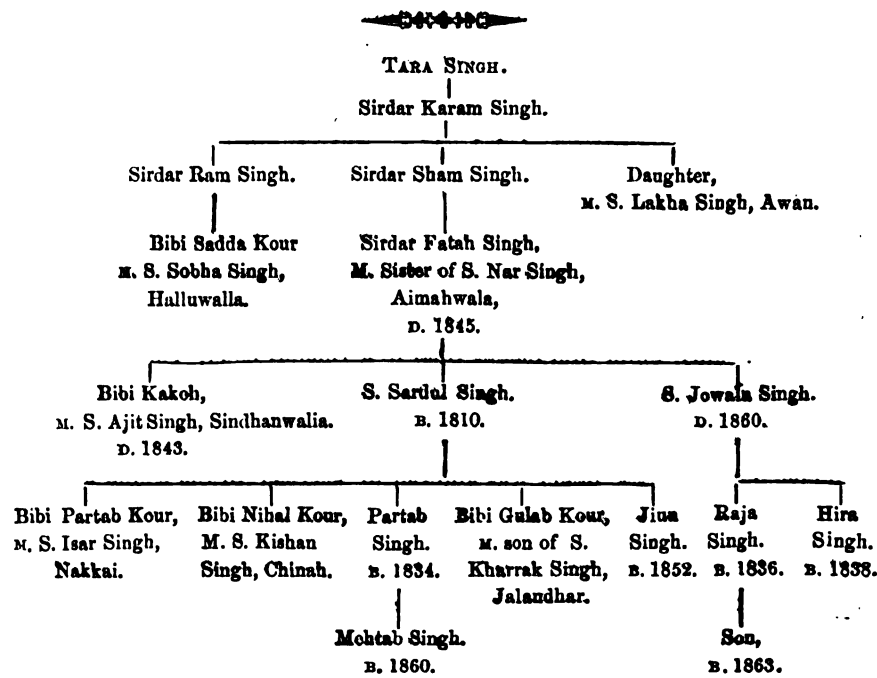 TARA SINGH.
Sirdar Karam Singh.
Sirdar Ram Singh. Sirdar Sham Singh. Daughter,
M. S. Lakha Singh, Awan.
Bibi Sadda Kour Sirdar Fatah Singh,
M. S. Sobha Singh, M. Sister of S. Nar Singh,
Halluwalla. Aimahwala,
D. 1845.
Bibi Kakoh, S. Sardul Singh. S. Jowala Singh.
M. S. Ajit Singh, Sindhanwalia. B. 1810. D. 1860.
D. 1843.
Bibi Partab Kour, Bibi Nihal Kour, Partab Bibi Gulab Kour, Jiua Raja Hira
M. S. Isar Singh, M. S. Kishan Singh. M. son of S. Singh. Singh. Singh.
Nakkai. Singh, Chinah. B. 1834. Kharrak Singh, B. 1852. B. 1836. B. 1838.
Jalandhar.
Mohtab Singh. Son,
B. 1860. B. 1863.